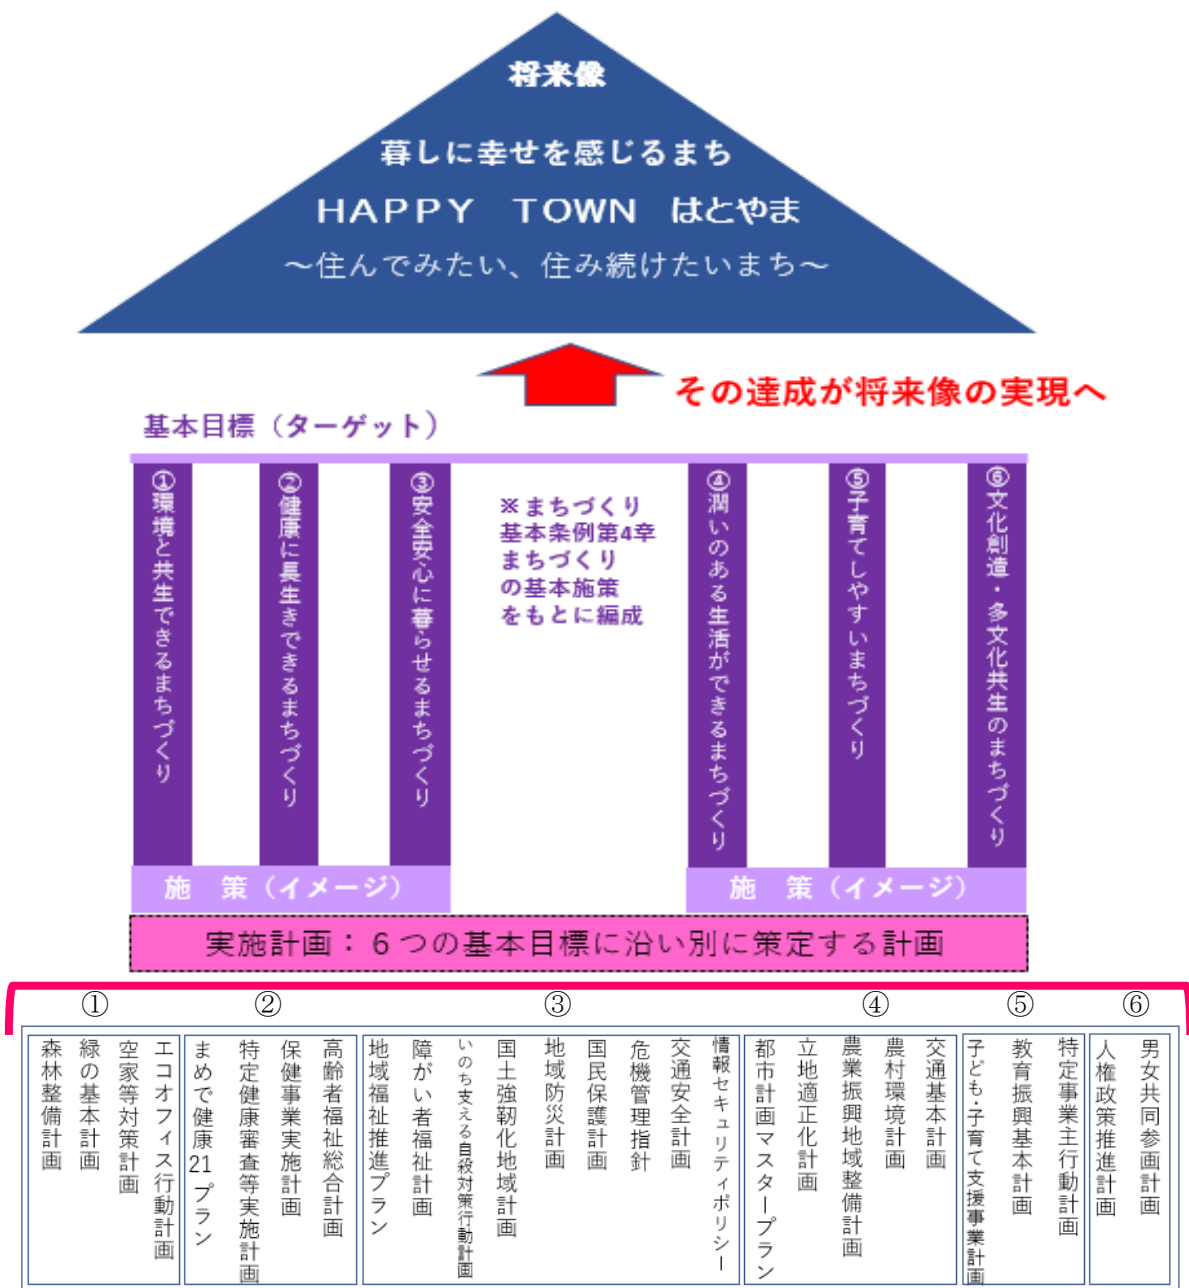 将来像
暮しに幸せを感じるまち
HAPPY TOWN はとやま
～住んでみたい、住み続けたいまち～
その達成が将来像の実現へ
基本目標（ターゲット）
①環境と共生できるまちづくり
②健康に長生きできるまちづくり
③安全安心に暮らせるまちづくり
※まちづくり
基本条例第4章
まちづくり
の基本施策
をもとに編成
④潤いのある生活ができるまちづくり
⑤子育てしやすいまちづくり
⑥文化創造・多文化共生のまちづくり
施 策（イメージ）
施 策（イメージ）
実施計画：６つの基本目標に沿い別に策定する計画
①
森林整備計画
緑の基本計画
空家等対策計画
エコオフィス行動計画
②
まめで健康21プラン
特定健康審査等実施計画
保健事業実施計画
高齢者福祉総合計画
③
地域福祉推進プラン
障がい者福祉計画
いのち支える自殺対策行動計画
国土強靭化地域計画
地域防災計画
国民保護計画
危機管理指針
交通安全計画
情報セキュリティポリシー
④
都市計画マスタープラン
立地適正化計画
農業振興地域整備計画
農村環境計画
交通基本計画
⑤
子ども・子育て支援事業計画
教育振興基本計画
特定事業主行動計画
⑥
人権政策推進計画
男女共同参画計画